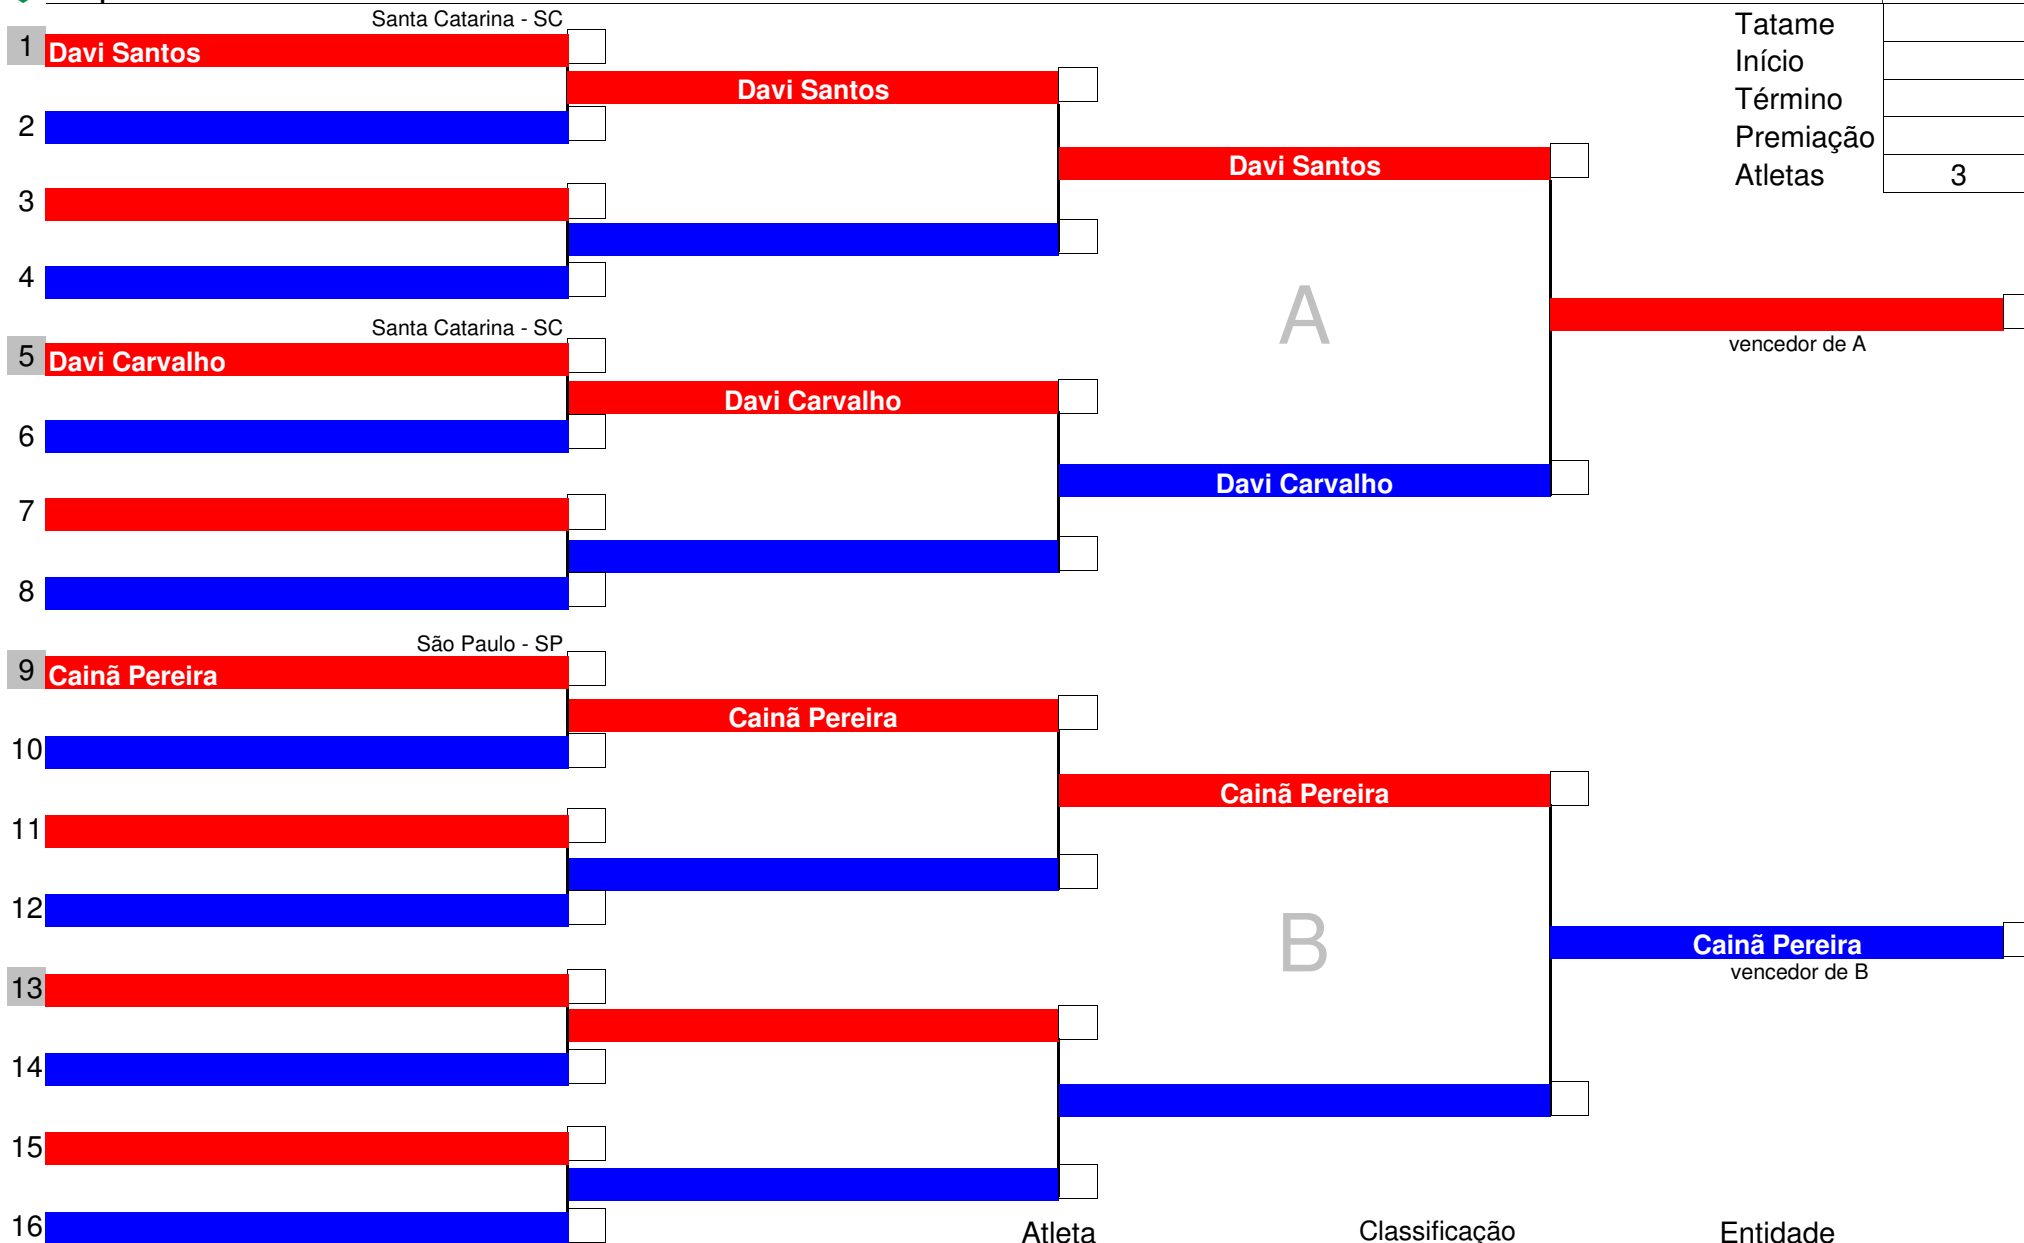 Santa Catarina - SC
Tatame
1 Davi Santos
Início
Davi Santos
Término
2
Premiação
Davi Santos
Atletas 3
3
4
A
Santa Catarina - SC
vencedor de A
5 Davi Carvalho
Davi Carvalho
6
Davi Carvalho
7
8
São Paulo - SP
9 Cainã Pereira
Cainã Pereira
10
Cainã Pereira
11
12
B
Cainã Pereira
vencedor de B
13
14
15
16
Atleta Classificação Entidade